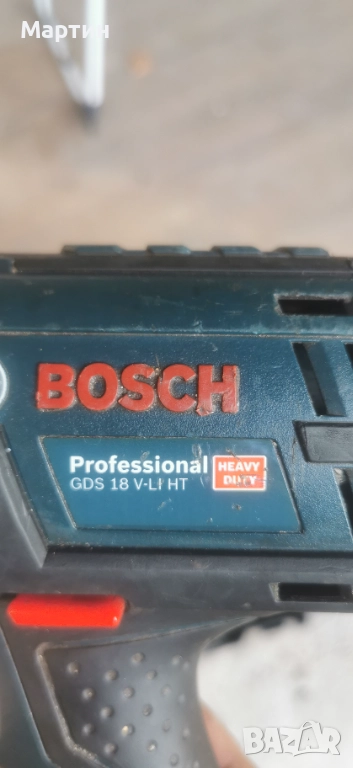 Мартин
BOSCH
Professional HEAVY DUTY
GDS 18 V-LI HT
BAZAR